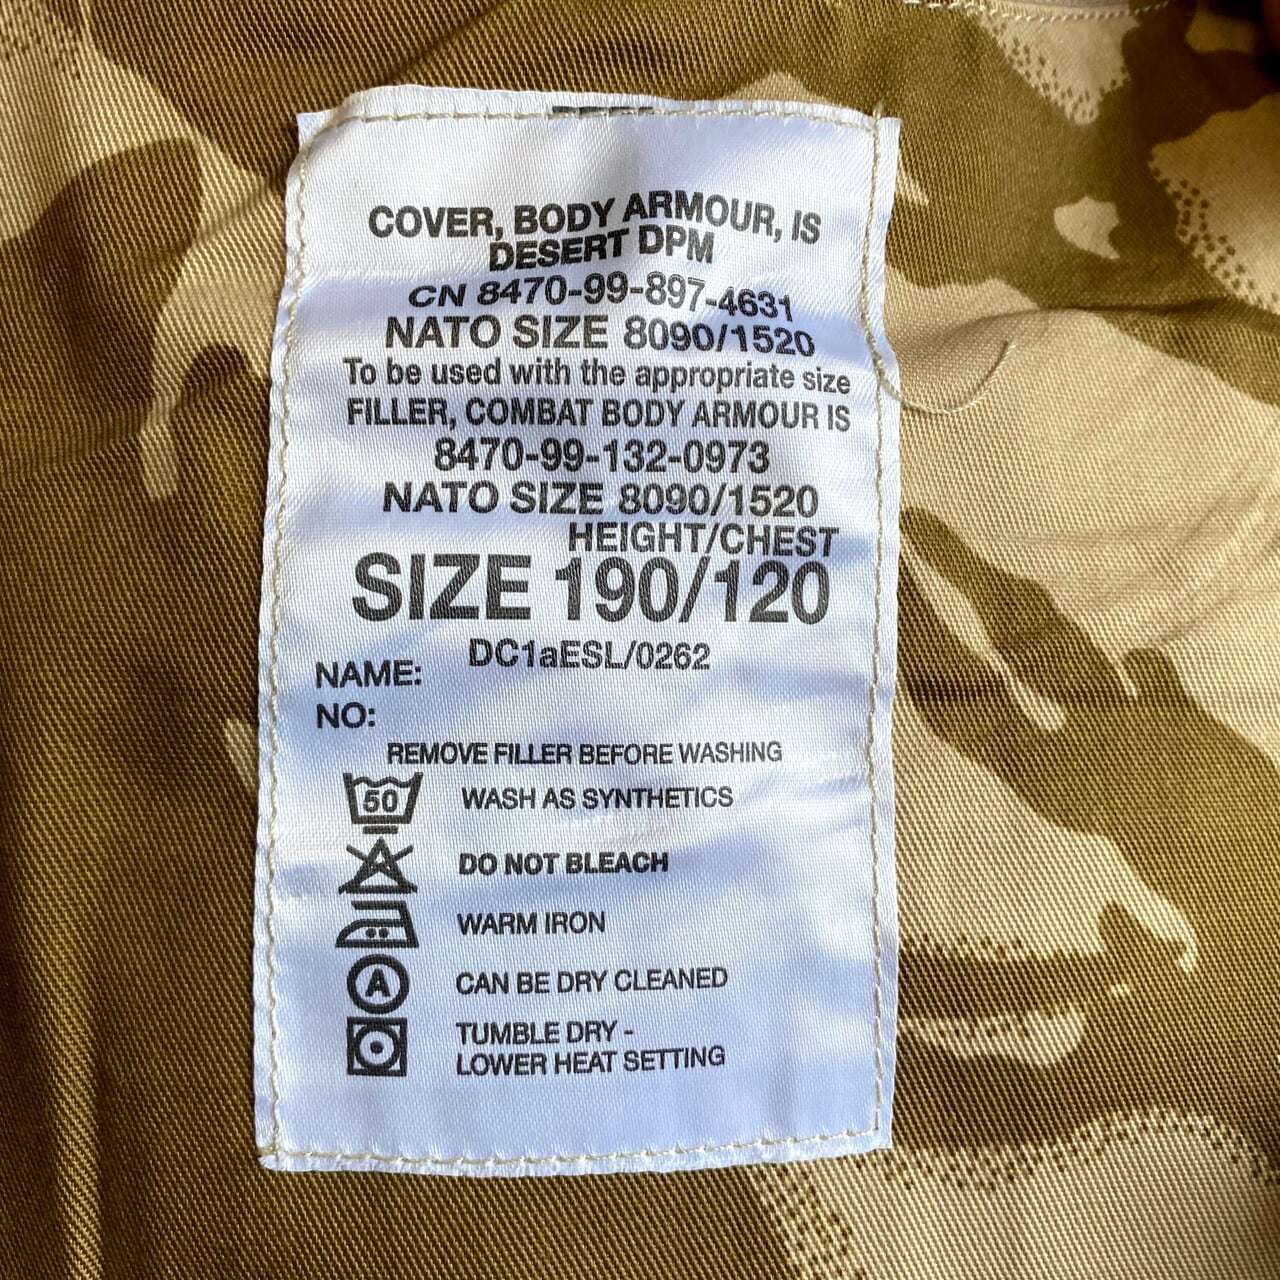 COVER, BODY ARMOUR, IS
DESERT DPM
CN 8470-99-897-4631
NATO SIZE 8090/1520
To be used with the appropriate size
FILLER, COMBAT BODY ARMOUR IS
8470-99-132-0973
NATO SIZE 8090/1520
HEIGHT/CHEST
SIZE 190/120
DC1aESL/0262
NAME:
NO:
REMOVE FILLER BEFORE WASHING
50 WASH AS SYNTHETICS
DO NOT BLEACH
WARM IRON
A CAN BE DRY CLEANED
TUMBLE DRY -
LOWER HEAT SETTING